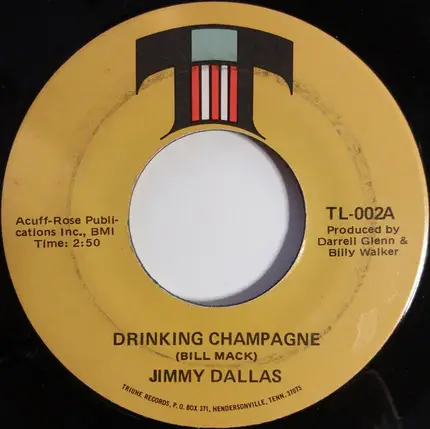 T
Acuff-Rose Publi-
cations Inc., BMI
Time: 2:50
TL-002A
Produced by
Darrell Glenn &
Billy Walker
DRINKING CHAMPAGNE
(BILL MACK)
JIMMY DALLAS
TRIUNE RECORDS, P.O. BOX 371, HENDERSONVILLE, TENN. 37075